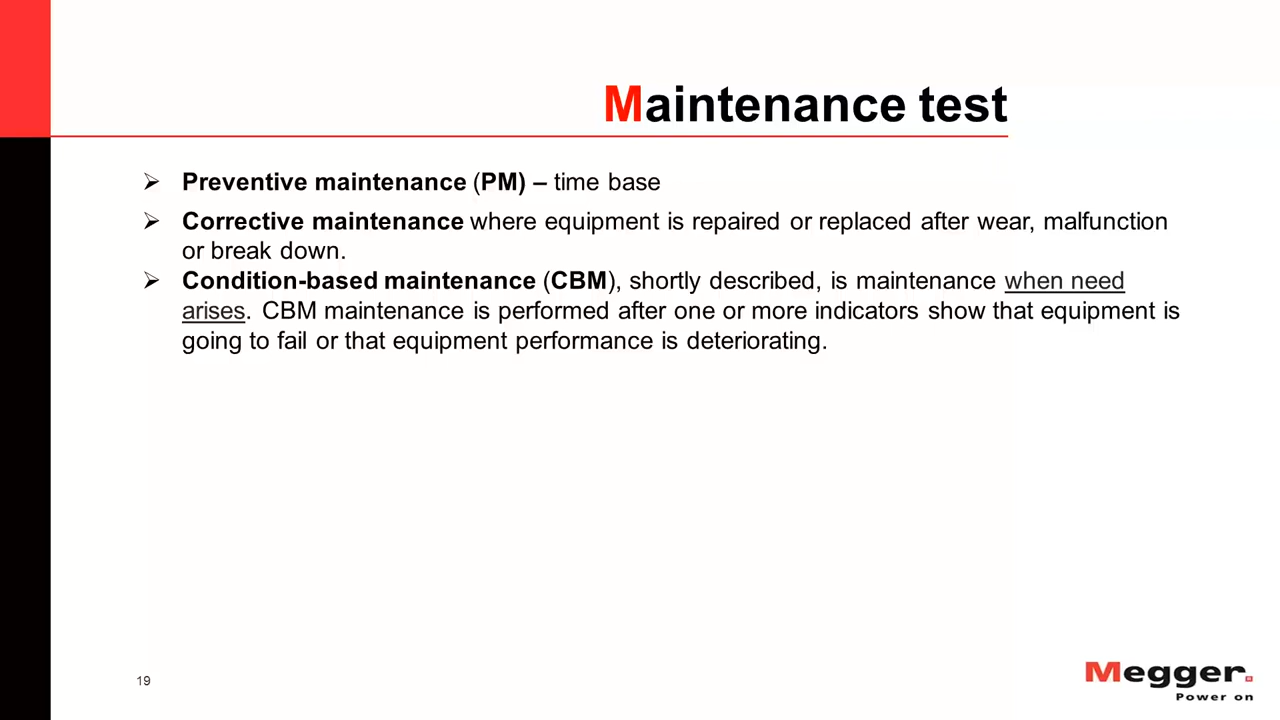 Maintenance test
➢ Preventive maintenance (PM) – time base
➢ Corrective maintenance where equipment is repaired or replaced after wear, malfunction
or break down.
➢ Condition-based maintenance (CBM), shortly described, is maintenance when need
arises. CBM maintenance is performed after one or more indicators show that equipment is
going to fail or that equipment performance is deteriorating.
19
Megger.
Power on